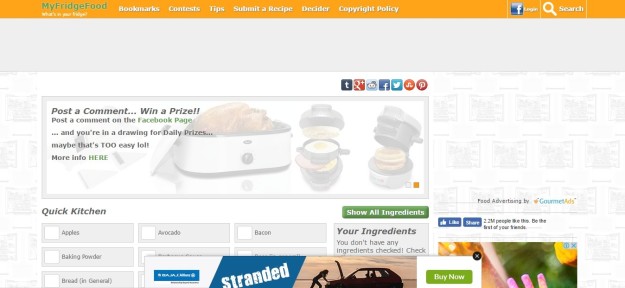 MyFridgeFood
What's in your fridge?
Bookmarks Contests Tips Submit a Recipe Decider Copyright Policy
Login
Search
Post a Comment... Win a Prize!!
Post a comment on the Facebook Page
... and you're in a drawing for Daily Prizes...
maybe that's TOO easy lol!
More info HERE
Food Advertising by GourmetAds
Quick Kitchen
Show All Ingredients
Like Share 2.2M people like this. Be the
first of your friends.
Apples Avocado Bacon
Your Ingredients
You don't have any
ingredients checked! Check
Baking Powder
Bread (in General)
stranded
Buy Now